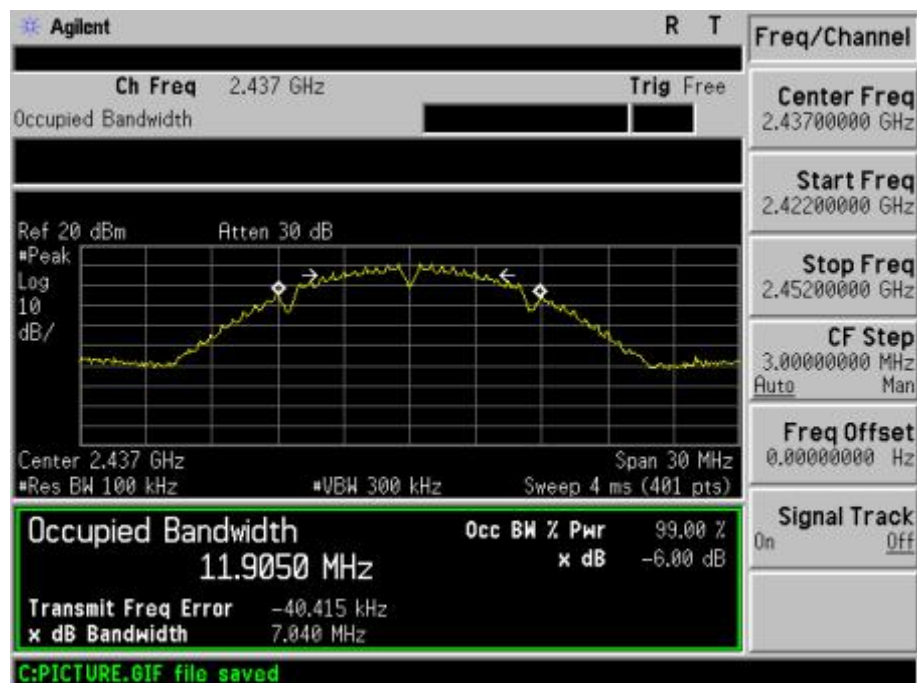 Agilent R T
Ch Freq 2.437 GHz Trig Free
Occupied Bandwidth
Ref 20 dBm Atten 30 dB
#Peak
Log
10
dB/
Center 2.437 GHz Span 30 MHz
#Res BW 100 kHz #VBW 300 kHz Sweep 4 ms (401 pts)
Occupied Bandwidth Occ BW % Pwr 99.00 %
11.9050 MHz x dB -6.00 dB
Transmit Freq Error -40.415 kHz
x dB Bandwidth 7.040 MHz
C:PICTURE.GIF file saved
Freq/Channel
Center Freq
2.43700000 GHz
Start Freq
2.42200000 GHz
Stop Freq
2.45200000 GHz
CF Step
3.00000000 MHz
Auto Man
Freq Offset
0.00000000 Hz
Signal Track
On Off